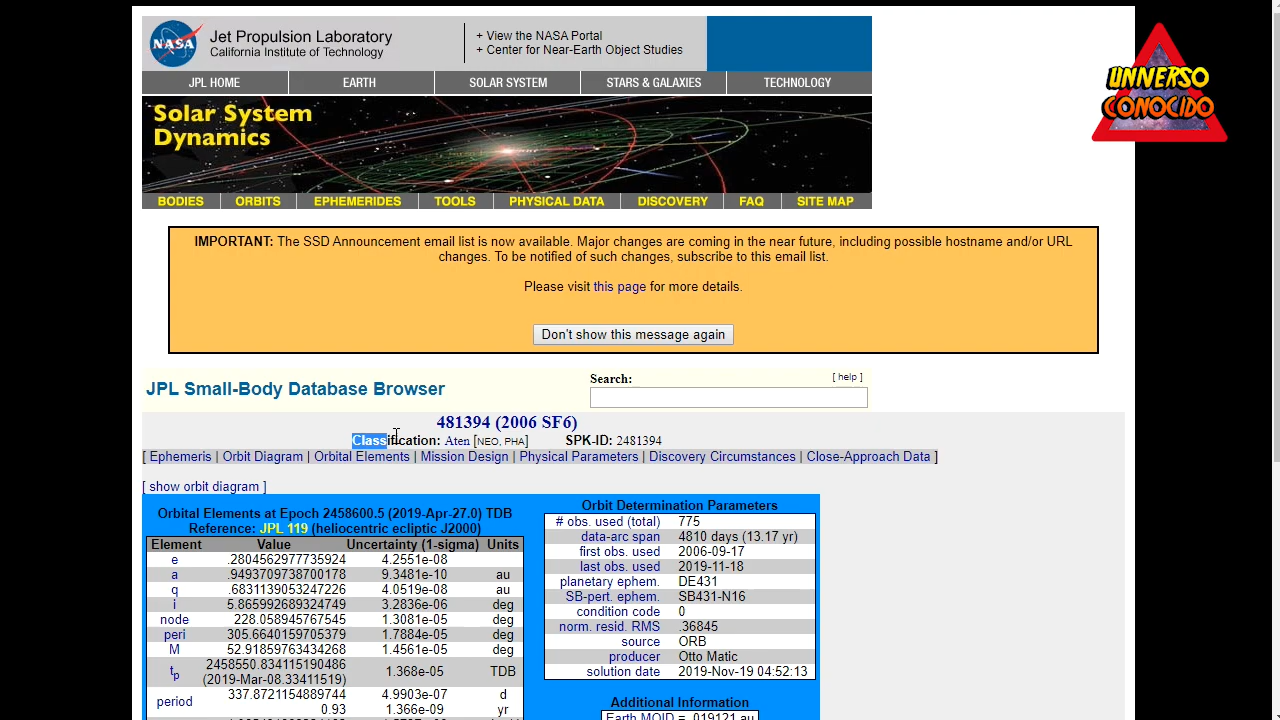 NASA
Jet Propulsion Laboratory
California Institute of Technology
+ View the NASA Portal
+ Center for Near-Earth Object Studies
JPL HOME EARTH SOLAR SYSTEM STARS & GALAXIES TECHNOLOGY
UNIVERSO
CONOCIDO
Solar System
Dynamics
BODIES ORBITS EPHEMERIDES TOOLS PHYSICAL DATA DISCOVERY FAQ SITE MAP
IMPORTANT: The SSD Announcement email list is now available. Major changes are coming in the near future, including possible hostname and/or URL
changes. To be notified of such changes, subscribe to this email list.
Please visit this page for more details.
Don't show this message again
JPL Small-Body Database Browser
Search: [ help ]
481394 (2006 SF6)
Classification: Aten [NEO, PHA] SPK-ID: 2481394
[ Ephemeris | Orbit Diagram | Orbital Elements | Mission Design | Physical Parameters | Discovery Circumstances | Close-Approach Data ]
[ show orbit diagram ]
Orbital Elements at Epoch 2458600.5 (2019-Apr-27.0) TDB
Reference: JPL 119 (heliocentric ecliptic J2000)
Element Value Uncertainty (1-sigma) Units
e .2804562977735924 4.2551e-08
a .9493709738700178 9.3481e-10 au
q .6831139053247226 4.0519e-08 au
i 5.865992689324749 3.2836e-06 deg
node 228.058945767545 1.3081e-05 deg
peri 305.6640159705379 1.7884e-05 deg
M 52.91859763434268 1.4561e-05 deg
tp 2458550.834115190486 1.368e-05 TDB
(2019-Mar-08.33411519)
period 337.8721154889744 4.9903e-07 d
0.93 1.366e-09 yr
Orbit Determination Parameters
# obs. used (total) 775
data-arc span 4810 days (13.17 yr)
first obs. used 2006-09-17
last obs. used 2019-11-18
planetary ephem. DE431
SB-pert. ephem. SB431-N16
condition code 0
norm. resid. RMS .36845
source ORB
producer Otto Matic
solution date 2019-Nov-19 04:52:13
Additional Information
Earth MOID = .019121 au